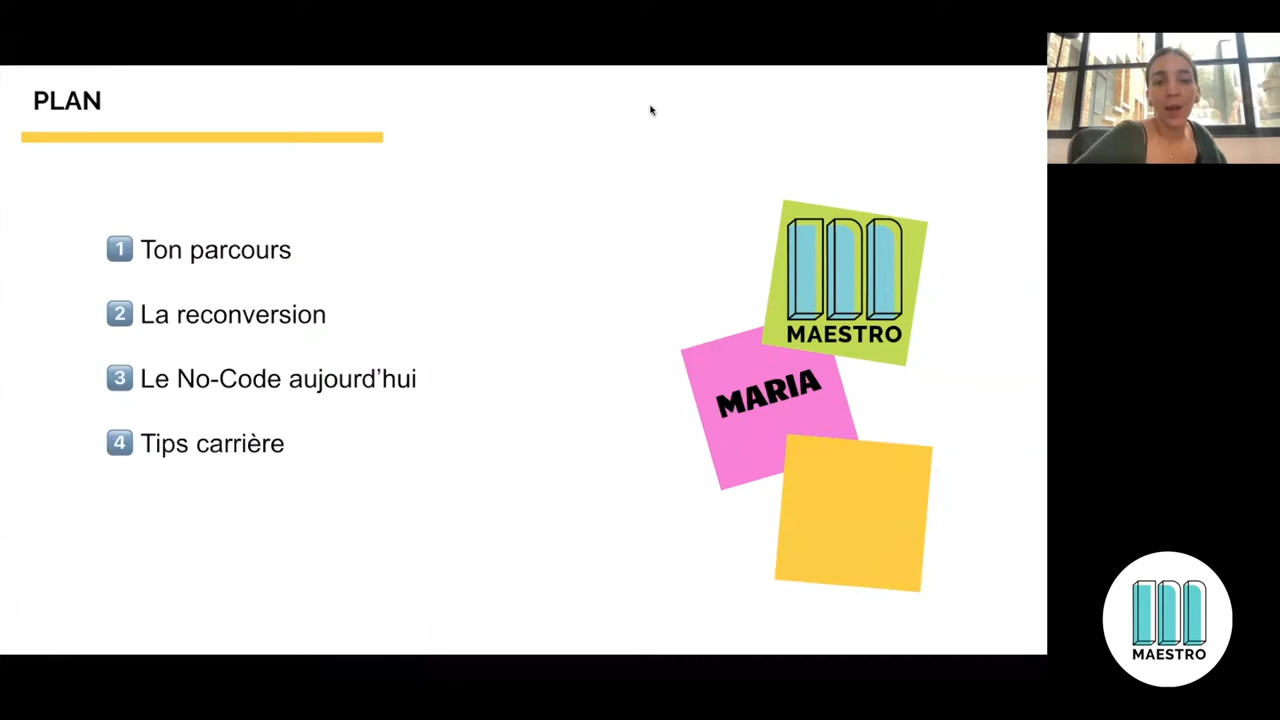 PLAN
1 Ton parcours
2 La reconversion
3 Le No-Code aujourd’hui
4 Tips carrière
MAESTRO
MARIA
MAESTRO